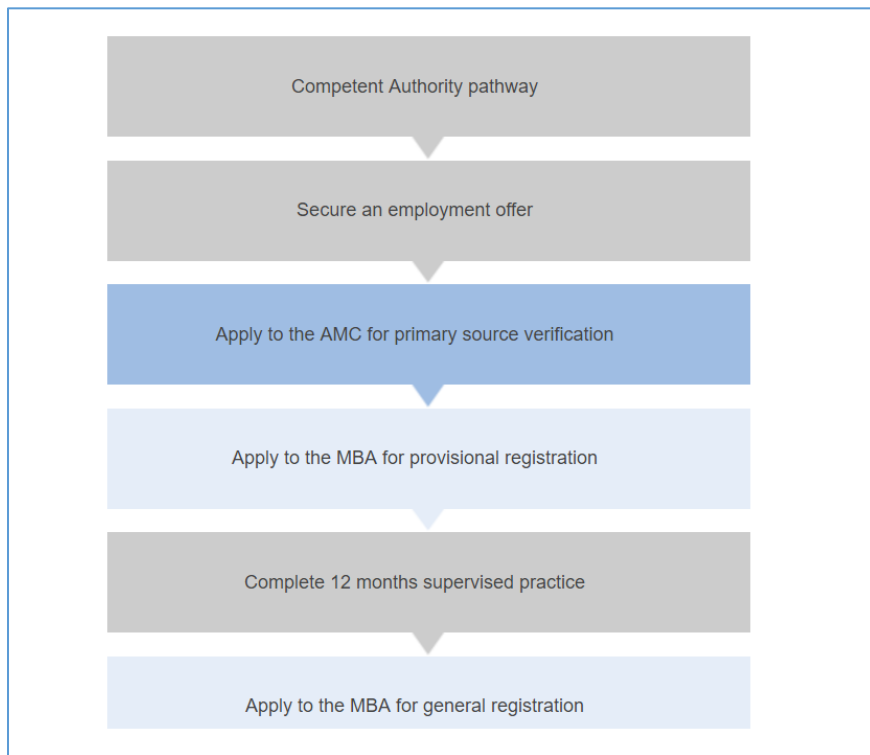 Competent Authority pathway
Secure an employment offer
Apply to the AMC for primary source verification
Apply to the MBA for provisional registration
Complete 12 months supervised practice
Apply to the MBA for general registration